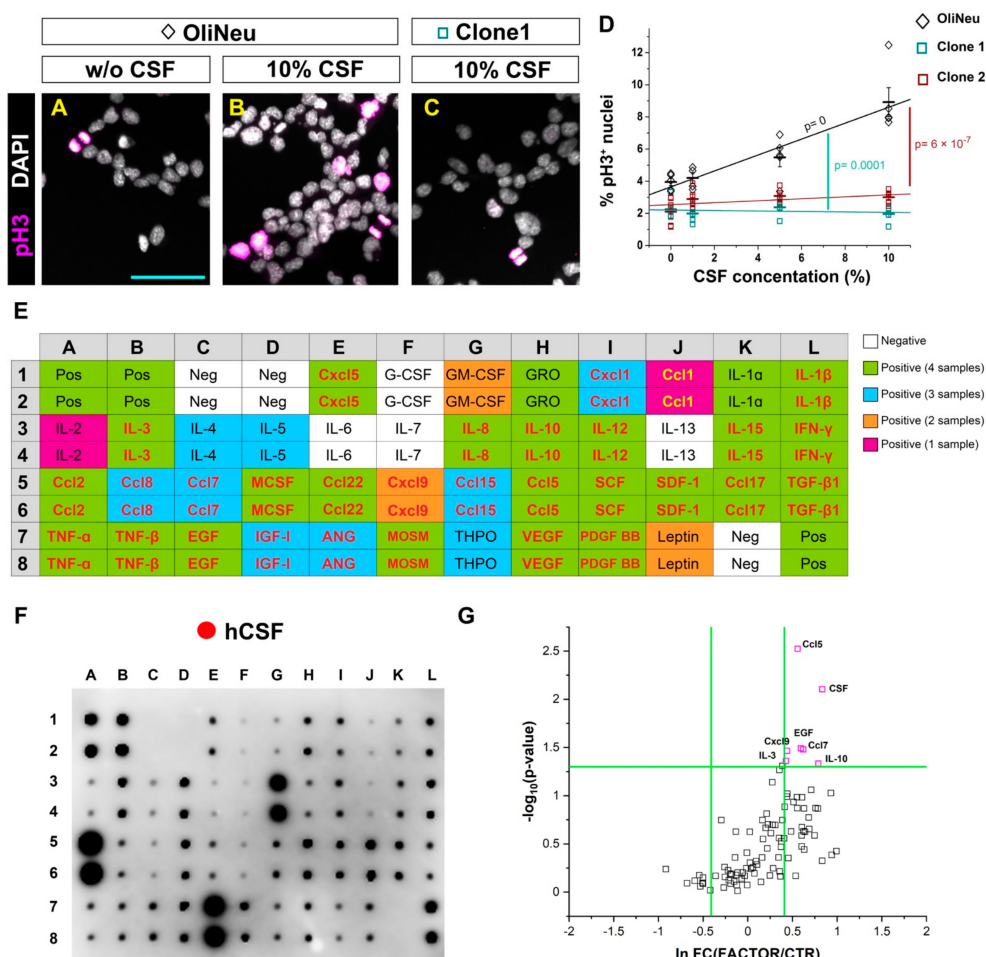 OliNeu
Clone1
w/o CSF
10% CSF
10% CSF
pH3 DAPI
A
B
C
D
OliNeu
Clone 1
Clone 2
% pH3+ nuclei
12
10
8
6
4
2
0
p= 0
p= 0.0001
p= 6 × 10-7
0
2
4
6
8
10
CSF concentation (%)
E
A B C D E F G H I J K L
1 Pos Pos Neg Neg Cxcl5 G-CSF GM-CSF GRO Cxcl1 Ccl1 IL-1α IL-1β
2 Pos Pos Neg Neg Cxcl5 G-CSF GM-CSF GRO Cxcl1 Ccl1 IL-1α IL-1β
3 IL-2 IL-3 IL-4 IL-5 IL-6 IL-7 IL-8 IL-10 IL-12 IL-13 IL-15 IFN-γ
4 IL-2 IL-3 IL-4 IL-5 IL-6 IL-7 IL-8 IL-10 IL-12 IL-13 IL-15 IFN-γ
5 Ccl2 Ccl8 Ccl7 MCSF Ccl22 Cxcl9 Ccl15 Ccl5 SCF SDF-1 Ccl17 TGF-β1
6 Ccl2 Ccl8 Ccl7 MCSF Ccl22 Cxcl9 Ccl15 Ccl5 SCF SDF-1 Ccl17 TGF-β1
7 TNF-α TNF-β EGF IGF-I ANG MOSM THPO VEGF PDGF BB Leptin Neg Pos
8 TNF-α TNF-β EGF IGF-I ANG MOSM THPO VEGF PDGF BB Leptin Neg Pos
Negative
Positive (4 samples)
Positive (3 samples)
Positive (2 samples)
Positive (1 sample)
F
hCSF
A B C D E F G H I J K L
1
2
3
4
5
6
7
8
G
-log10(p-value)
2.5
2.0
1.5
1.0
0.5
0
Ccl5
CSF
EGF
Cxcl9
Ccl7
IL-3
IL-10
-2
-1.5
-1
-0.5
0
0.5
1
1.5
2
ln FC(FACTOR/CTR)